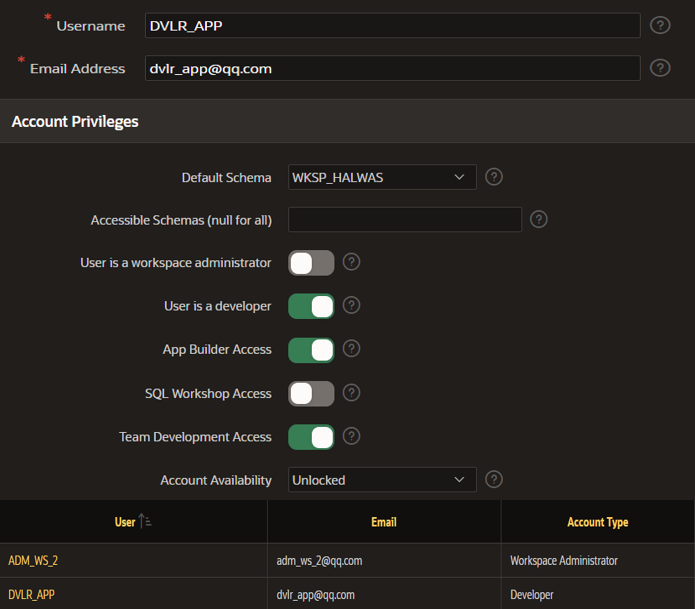 * Username DVLR_APP ?
* Email Address dvlr_app@qq.com ?
Account Privileges
Default Schema WKSP_HALWAS ?
Accessible Schemas (null for all) ?
User is a workspace administrator ?
User is a developer ?
App Builder Access ?
SQL Workshop Access ?
Team Development Access ?
Account Availability Unlocked ?
User Email Account Type
ADM_WS_2 adm_ws_2@qq.com Workspace Administrator
DVLR_APP dvlr_app@qq.com Developer